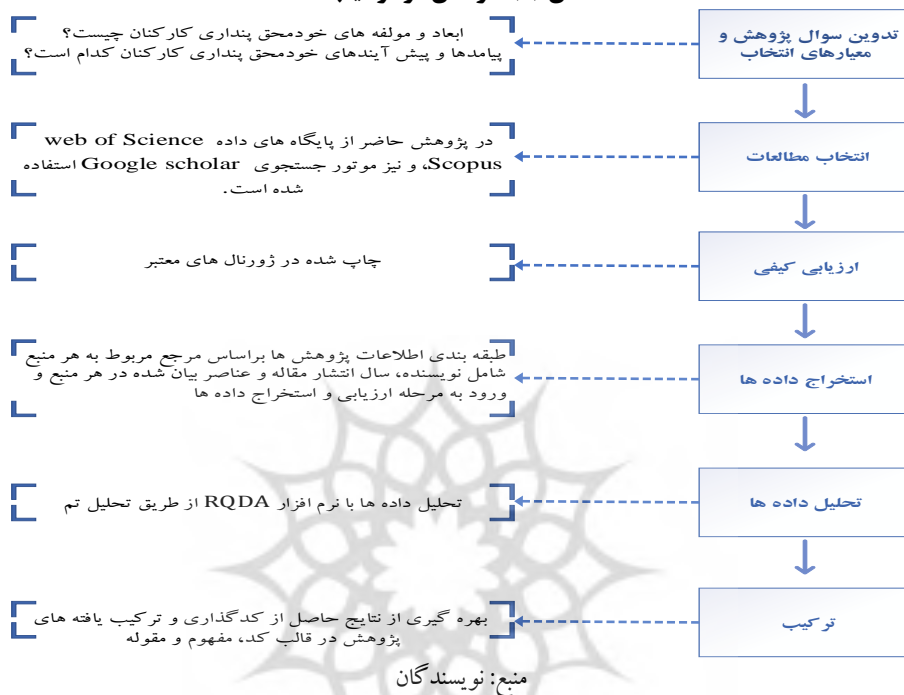 تدوین سوال پژوهش و
معیارهای انتخاب
ابعاد و مولفه های خودمحق پنداری کارکنان چیست؟
پیامدها و پیش آیندهای خودمحق پنداری کارکنان کدام است؟
انتخاب مطالعات
در پژوهش حاضر از پایگاه های داده web of Science
Scopus، و نیز موتور جستجوی Google scholar استفاده
شده است.
ارزیابی کیفی
چاپ شده در ژورنال های معتبر
استخراج داده ها
طبقه بندی اطلاعات پژوهش ها براساس مرجع مربوط به هر منبع
شامل نویسنده، سال انتشار مقاله و عناصر بیان شده در هر منبع و
ورود به مرحله ارزیابی و استخراج داده ها
تحلیل داده ها
تحلیل داده ها با نرم افزار RQDA از طریق تحلیل تم
ترکیب
بهره گیری از نتایج حاصل از کدگذاری و ترکیب یافته های
پژوهش در قالب کد، مفهوم و مقوله
منبع: نویسندگان